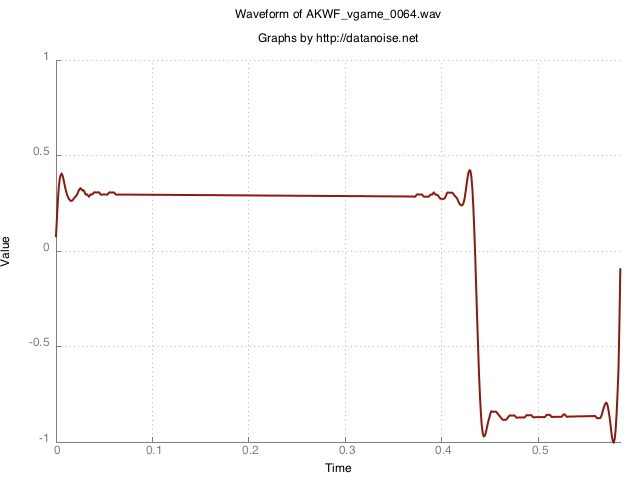 Waveform of AKWF_vgame_0064.wav
Graphs by http://datanoise.net
1
0.5
0
-0.5
-1
Value
0 0.1 0.2 0.3 0.4 0.5
Time